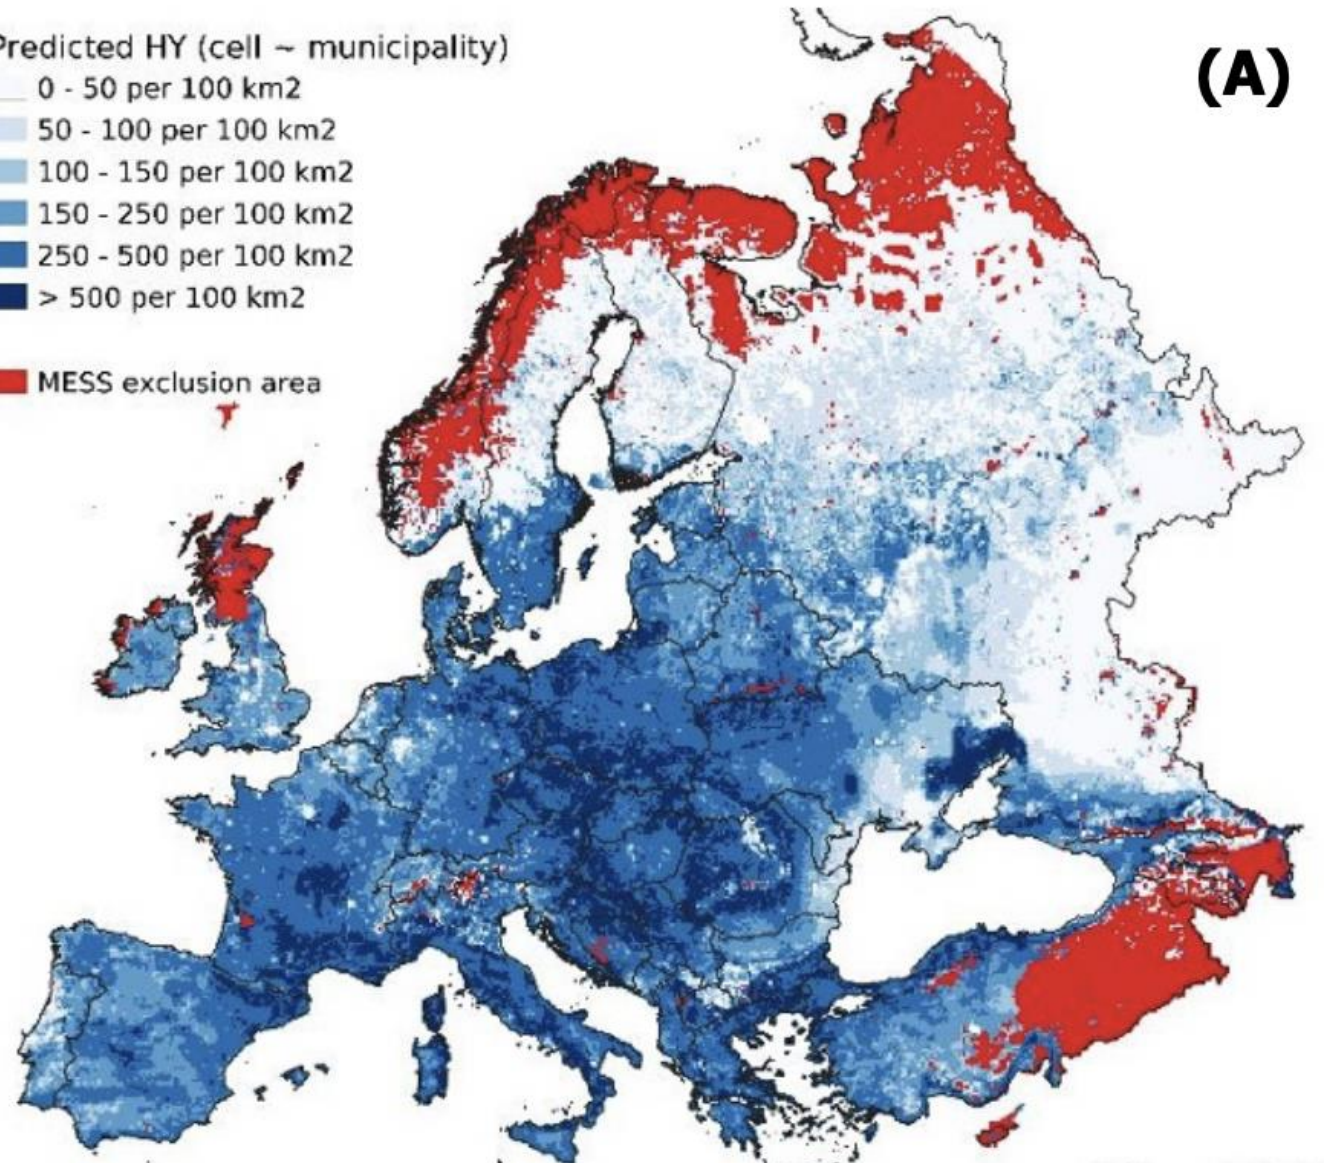 Predicted HY (cell ~ municipality)
0 - 50 per 100 km2
50 - 100 per 100 km2
100 - 150 per 100 km2
150 - 250 per 100 km2
250 - 500 per 100 km2
> 500 per 100 km2
MESS exclusion area
(A)